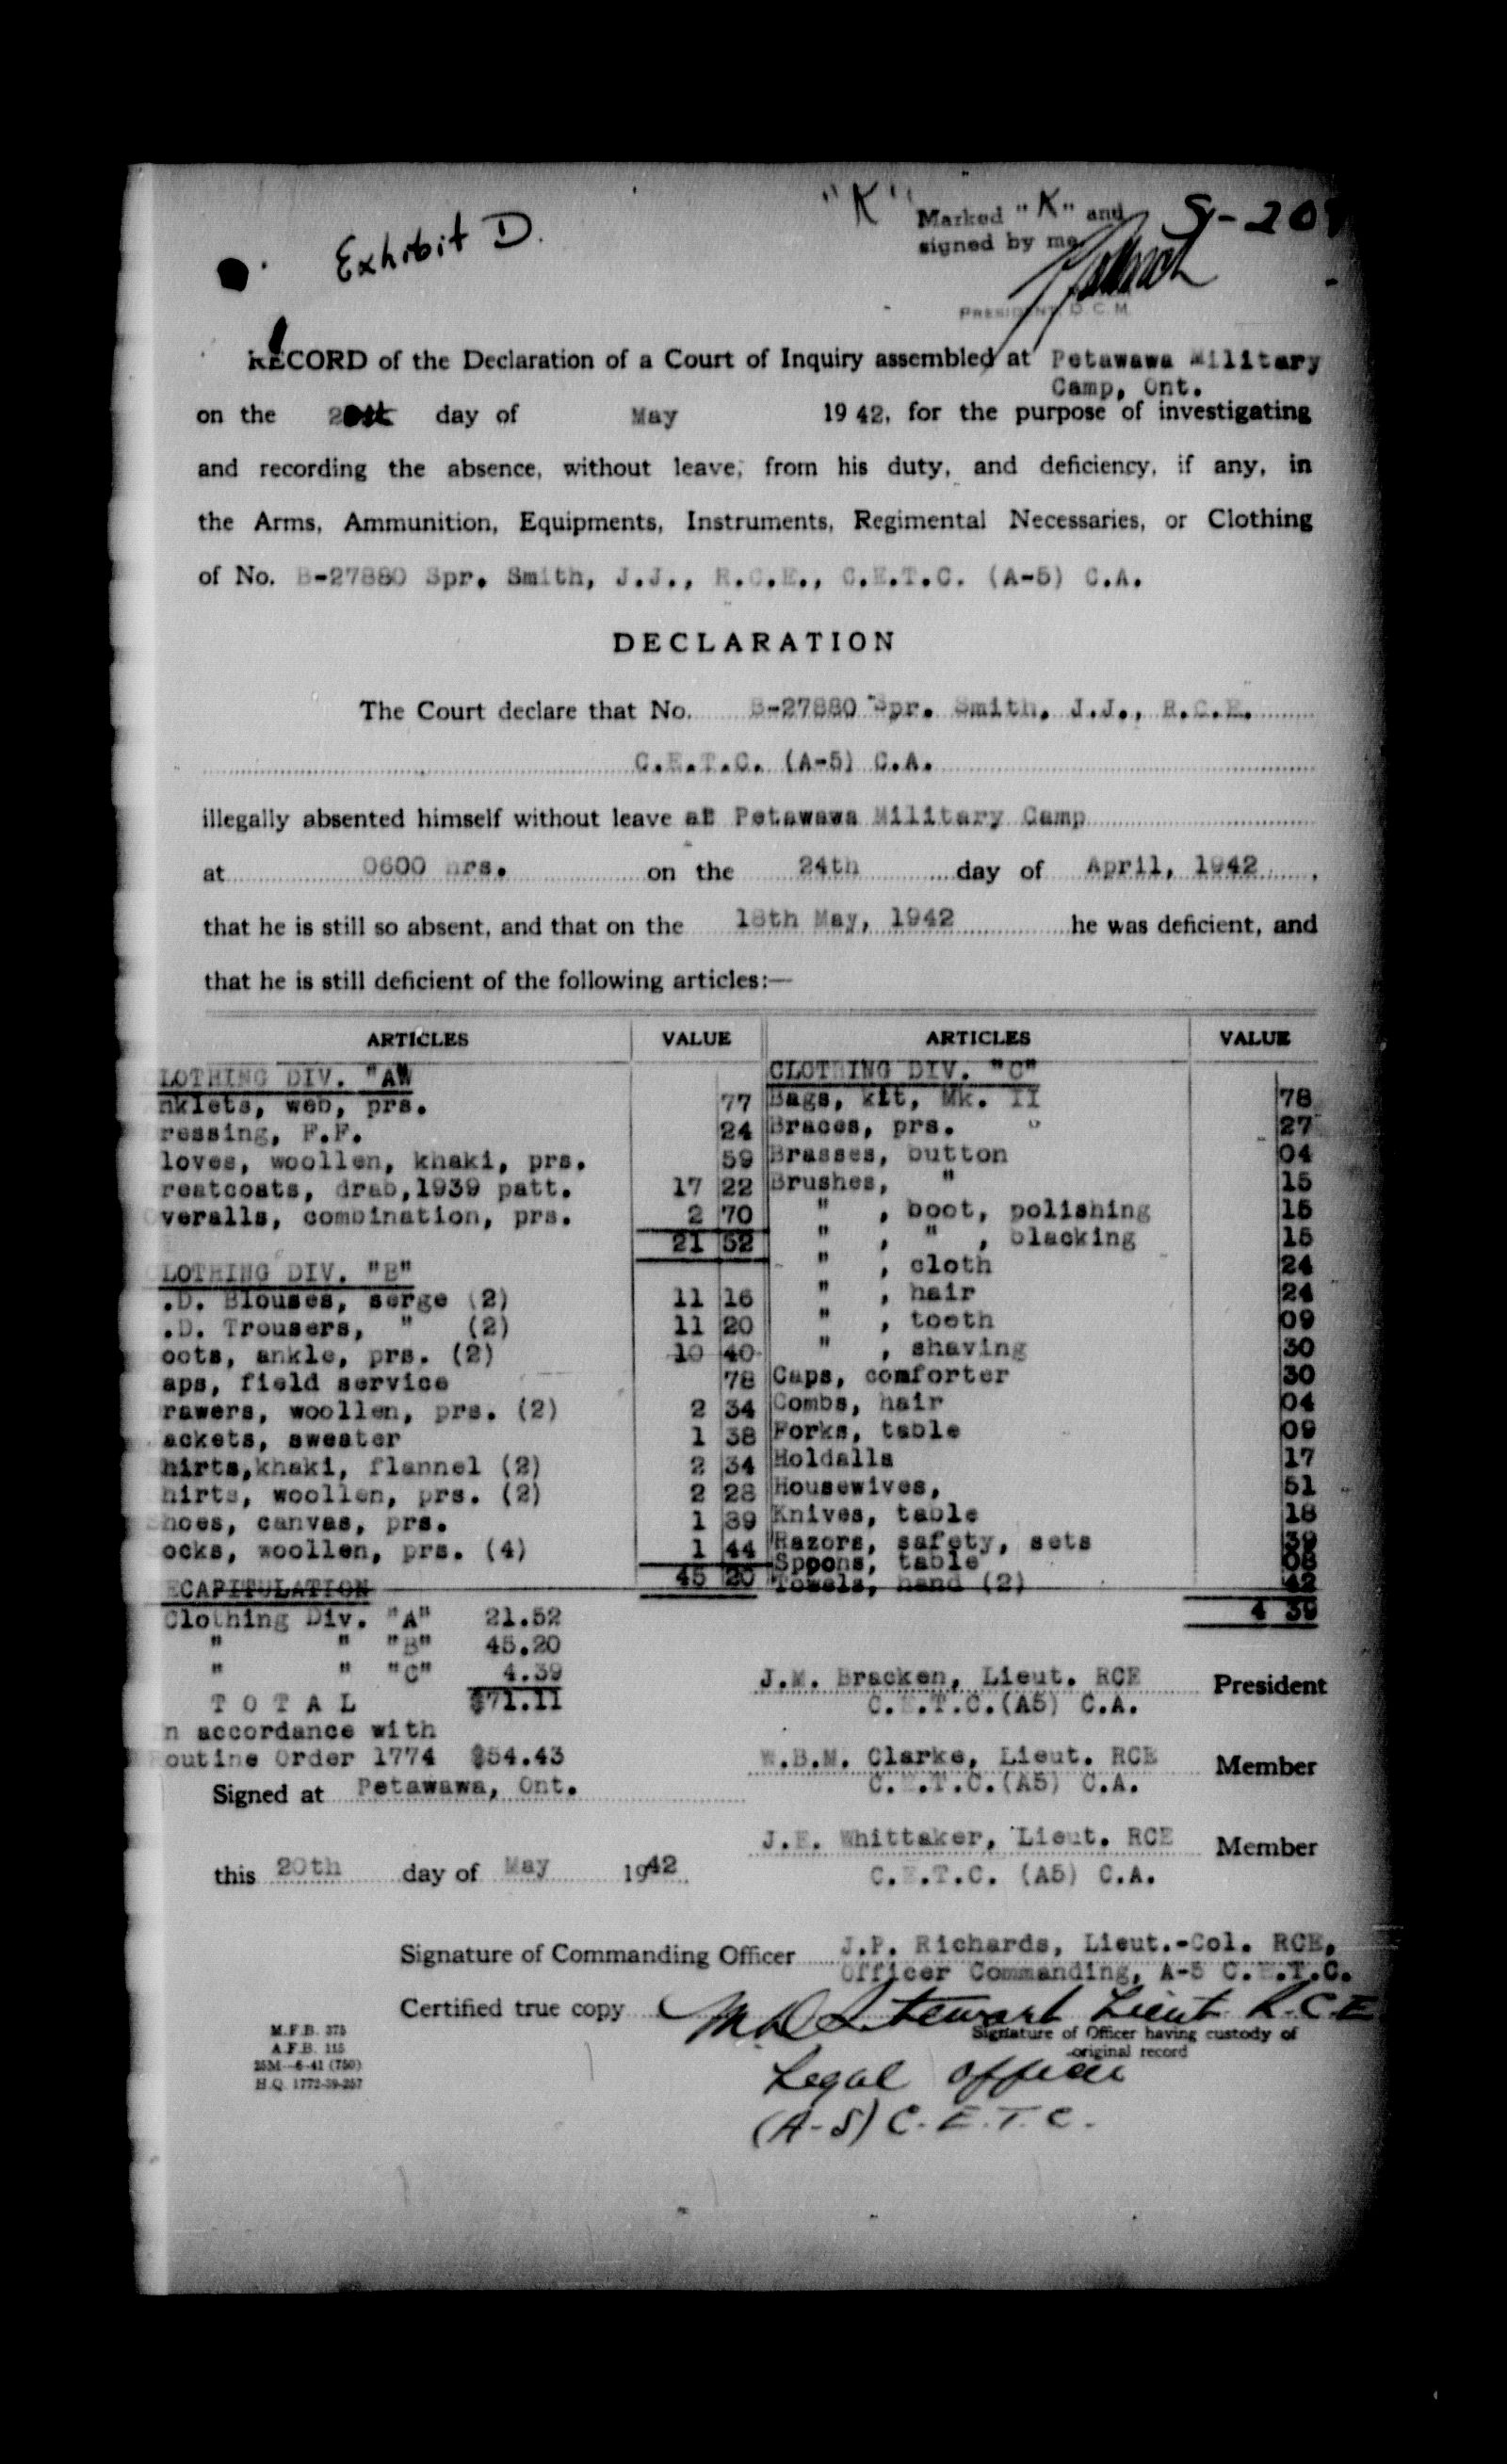 Exhibit D.
"K"
Marked "K" and
signed by me
S-209
PRESIDENT, D.C.M.
RECORD of the Declaration of a Court of Inquiry assembled at Petawawa Military
Camp, Ont.
on the 20th day of May 1942, for the purpose of investigating
and recording the absence, without leave, from his duty, and deficiency, if any, in
the Arms, Ammunition, Equipments, Instruments, Regimental Necessaries, or Clothing
of No. B-27880 Spr. Smith, J.J., R.C.E., C.E.T.C. (A-5) C.A.
DECLARATION
The Court declare that No. B-27880 Spr. Smith, J.J., R.C.E.
C.E.T.C. (A-5) C.A.
illegally absented himself without leave at Petawawa Military Camp
at 0600 hrs. on the 24th day of April, 1942,
that he is still so absent, and that on the 18th May, 1942 he was deficient, and
that he is still deficient of the following articles:—
ARTICLES VALUE
LOTHING DIV. "A"
nklets, web, prs. 77
ressing, F.F. 24
loves, woollen, khaki, prs. 59
reatcoats, drab,1939 patt. 17 22
veralls, combination, prs. 2 70
21 52
LOTHING DIV. "B"
.D. Blouses, serge (2) 11 16
.D. Trousers, " (2) 11 20
oots, ankle, prs. (2) 10 40
aps, field service 78
rawers, woollen, prs. (2) 2 34
ackets, sweater 1 38
hirts,khaki, flannel (2) 2 34
hirts, woollen, prs. (2) 2 28
hoes, canvas, prs. 1 89
ocks, woollen, prs. (4) 1 44
45 20
ECAPITULATION
Clothing Div. "A" 21.52
" " "B" 45.20
" " "C" 4.39
TOTAL $71.11
n accordance with
outine Order 1774 $54.43
ARTICLES VALUE
CLOTHING DIV. "C"
Bags, kit, Mk. II 78
Braces, prs. 27
Brasses, button 04
Brushes, " 15
" , boot, polishing 15
" , " , blacking 15
" , cloth 24
" , hair 24
" , tooth 09
" , shaving 30
Caps, comforter 30
Combs, hair 04
Forks, table 09
Holdalls 17
Housewives, 51
Knives, table 18
Razors, safety, sets 39
Spoons, table 08
Towels, hand (2) 42
4 39
J.M. Bracken, Lieut. RCE President
C.E.T.C.(A5) C.A.
W.B.M. Clarke, Lieut. RCE Member
C.E.T.C.(A5) C.A.
Signed at Petawawa, Ont.
J.E. Whittaker, Lieut. RCE Member
C.E.T.C. (A5) C.A.
this 20th day of May 1942
Signature of Commanding Officer J.P. Richards, Lieut.-Col. RCE,
Officer Commanding, A-5 C.E.T.C.
Certified true copy Stewart Lieut R.C.E
Signature of Officer having custody of
original record
Legal Officer
(A-5) C.E.T.C.
M.F.B. 375
A.F.B. 115
25M—6-41 (750)
H.Q. 1772-39-257